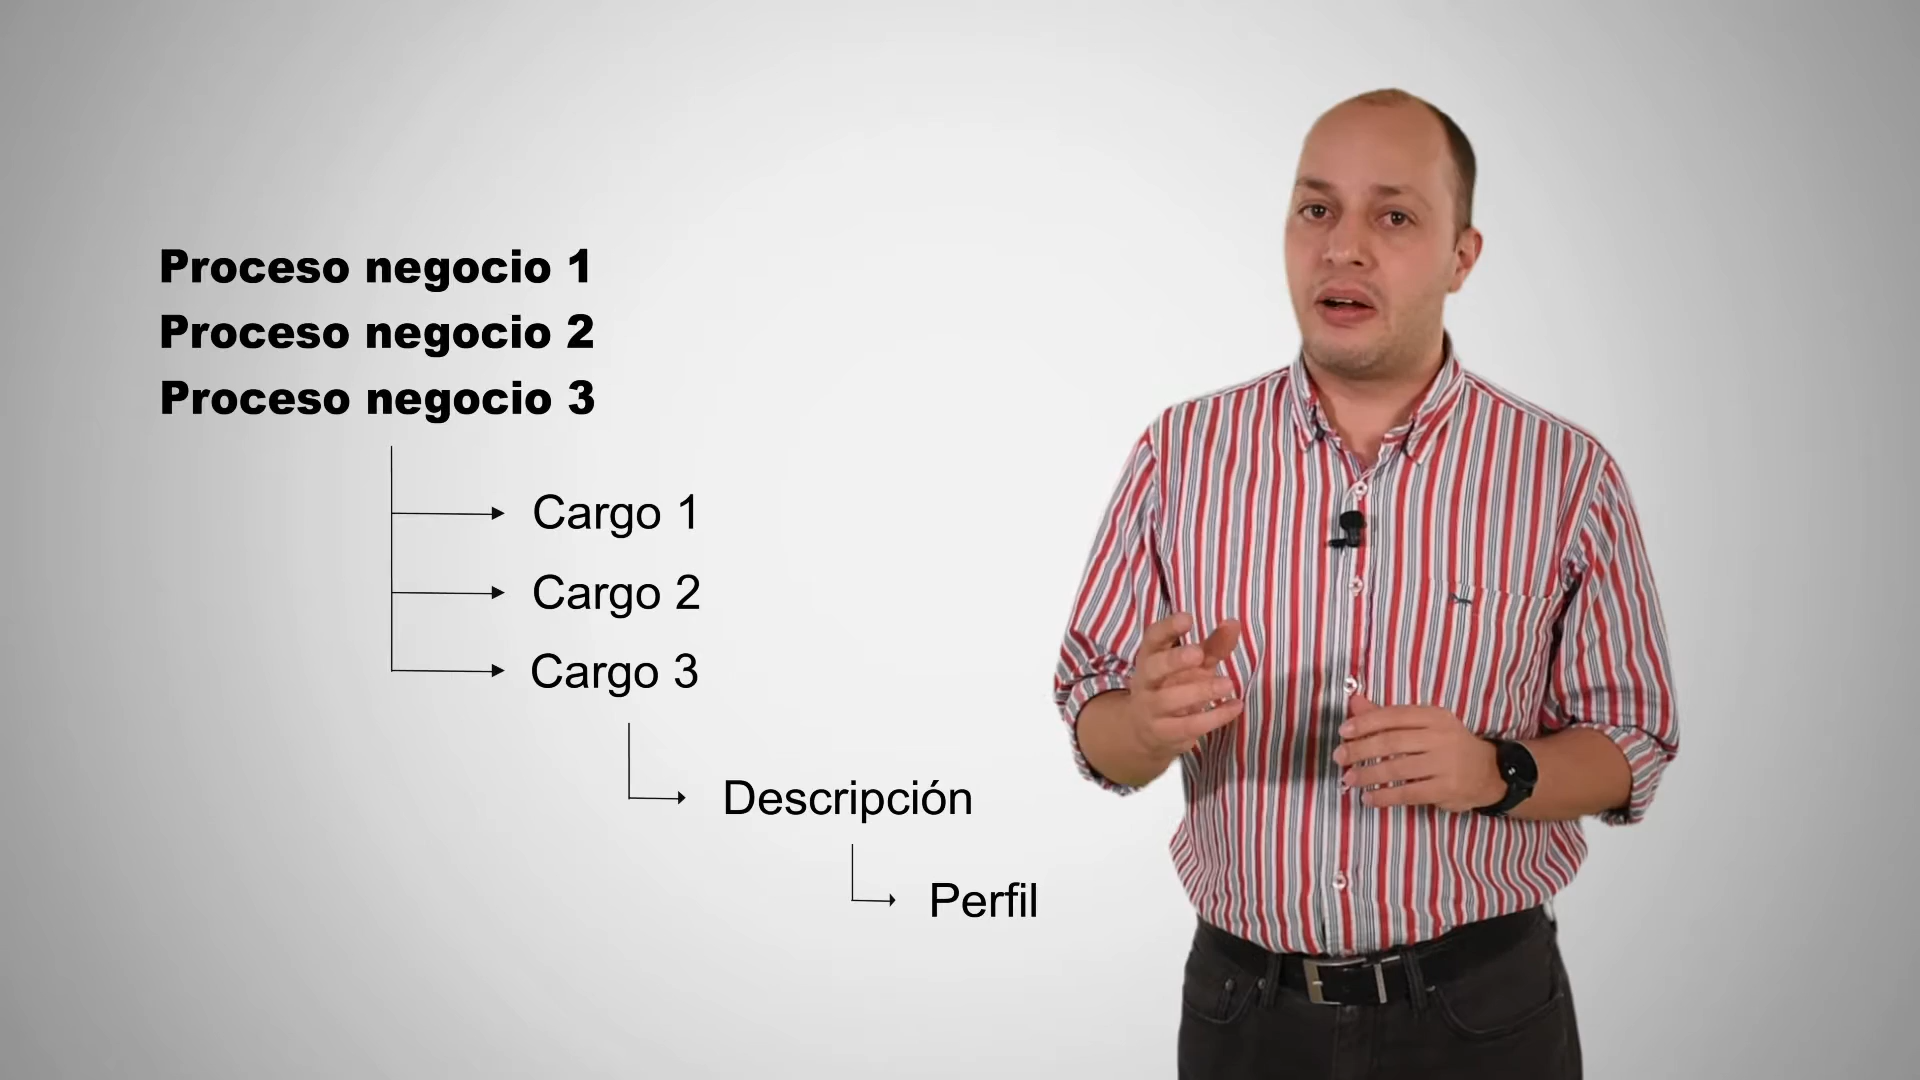 Proceso negocio 1
Proceso negocio 2
Proceso negocio 3
Cargo 1
Cargo 2
Cargo 3
Descripción
Perfil